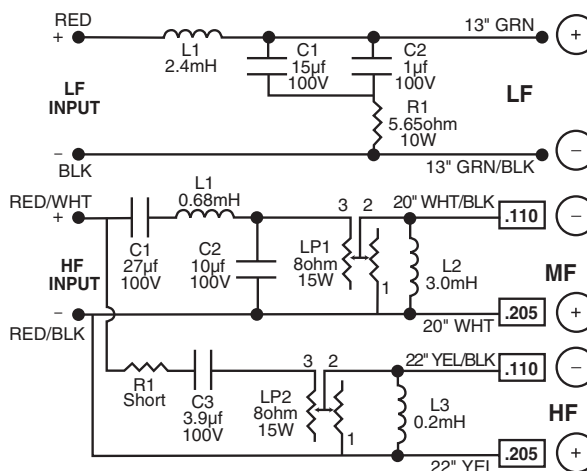 RED
+
L1
2.4mH
C1
15µf
100V
C2
1µf
100V
13" GRN
+
LF
INPUT
R1
5.65ohm
10W
LF
−
BLK
13" GRN/BLK
−
RED/WHT
+
L1
0.68mH
C1
27µf
100V
C2
10µf
100V
3 2
LP1
8ohm
15W
1
20" WHT/BLK
.110
−
L2
3.0mH
MF
HF
INPUT
−
RED/BLK
20" WHT
.205
+
R1
Short
C3
3.9µf
100V
3 2
LP2
8ohm
15W
1
22" YEL/BLK
.110
−
L3
0.2mH
HF
22" YEL
.205
+